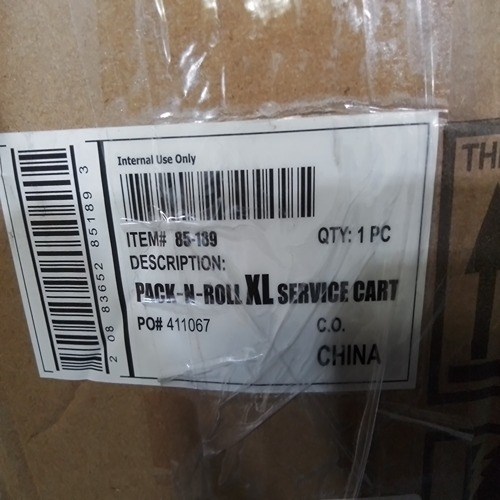 Internal Use Only
ITEM# 85-189
QTY: 1 PC
DESCRIPTION:
PACK-N-ROLL XL SERVICE CART
PO# 411067
C.O.
CHINA
2 08 83652 85189 3
TH